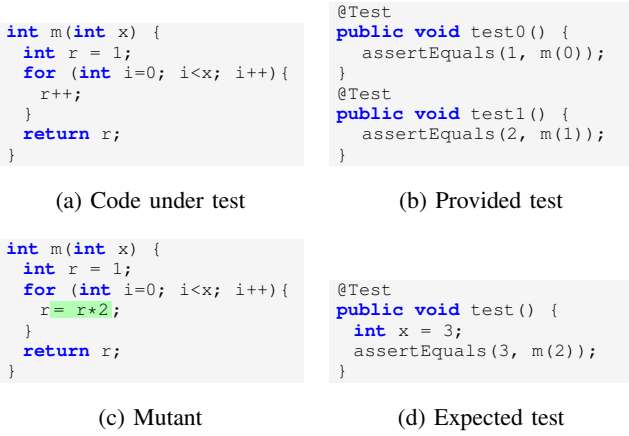 int m(int x) {
  int r = 1;
  for (int i=0; i<x; i++){
    r++;
  }
  return r;
}
(a) Code under test
@Test
public void test0() {
  assertEquals(1, m(0));
}
@Test
public void test1() {
  assertEquals(2, m(1));
}
(b) Provided test
int m(int x) {
  int r = 1;
  for (int i=0; i<x; i++){
    r= r*2;
  }
  return r;
}
(c) Mutant
@Test
public void test() {
  int x = 3;
  assertEquals(3, m(2));
}
(d) Expected test